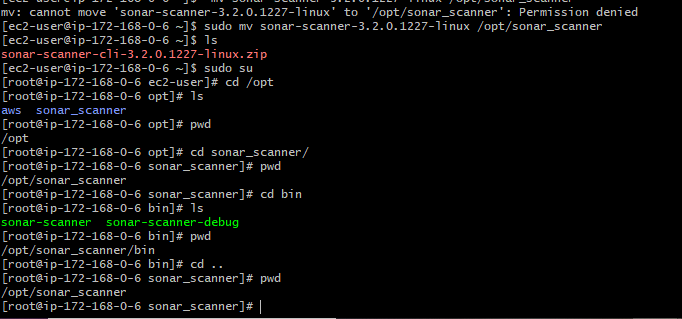 mv: cannot move 'sonar-scanner-3.2.0.1227-linux' to '/opt/sonar_scanner': Permission denied
[ec2-user@ip-172-168-0-6 ~]$ sudo mv sonar-scanner-3.2.0.1227-linux /opt/sonar_scanner
[ec2-user@ip-172-168-0-6 ~]$ ls
sonar-scanner-cli-3.2.0.1227-linux.zip
[ec2-user@ip-172-168-0-6 ~]$ sudo su
[root@ip-172-168-0-6 ec2-user]# cd /opt
[root@ip-172-168-0-6 opt]# ls
aws  sonar_scanner
[root@ip-172-168-0-6 opt]# pwd
/opt
[root@ip-172-168-0-6 opt]# cd sonar_scanner/
[root@ip-172-168-0-6 sonar_scanner]# pwd
/opt/sonar_scanner
[root@ip-172-168-0-6 sonar_scanner]# cd bin
[root@ip-172-168-0-6 bin]# ls
sonar-scanner  sonar-scanner-debug
[root@ip-172-168-0-6 bin]# pwd
/opt/sonar_scanner/bin
[root@ip-172-168-0-6 bin]# cd ..
[root@ip-172-168-0-6 sonar_scanner]# pwd
/opt/sonar_scanner
[root@ip-172-168-0-6 sonar_scanner]#